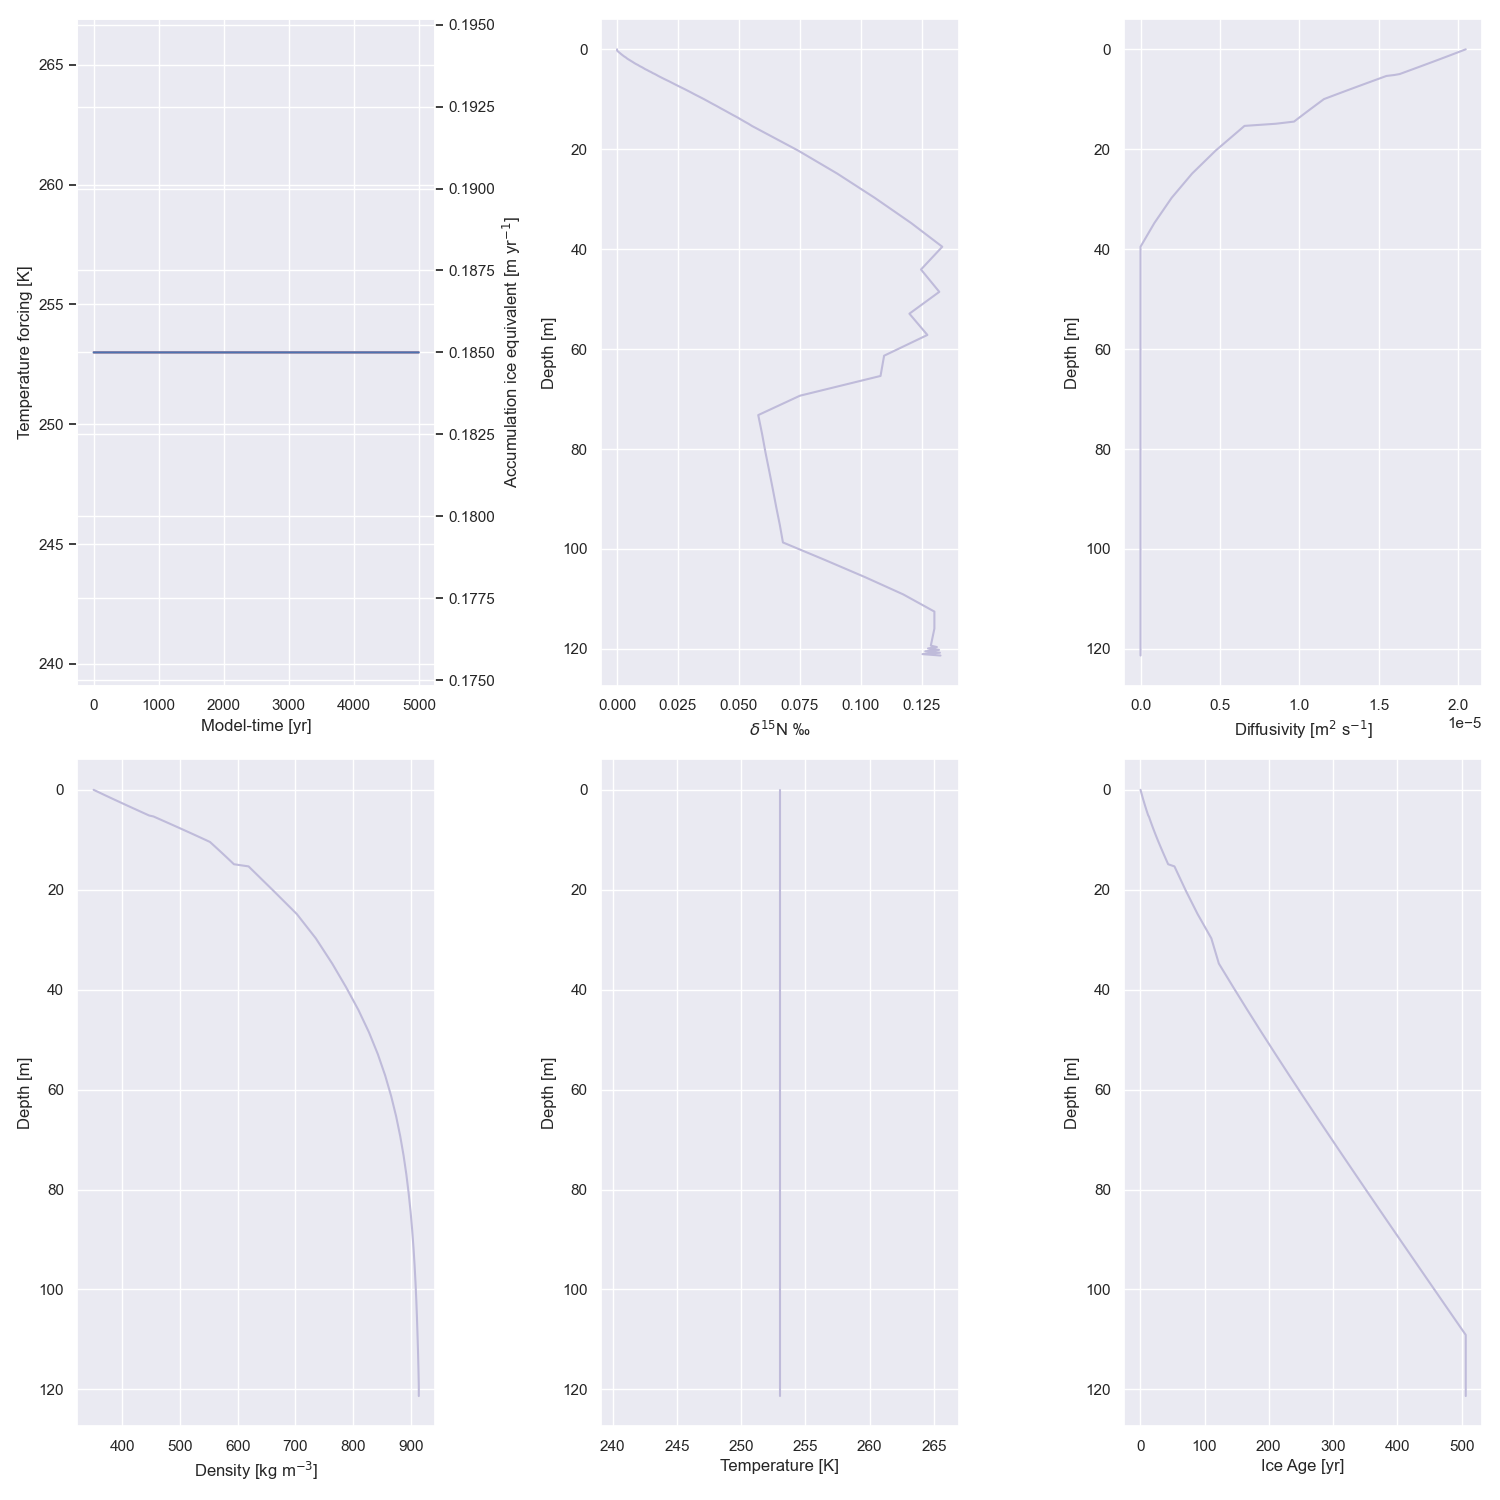 265
260
255
250
245
240
Temperature forcing [K]
0.1950
0.1925
0.1900
0.1875
0.1850
0.1825
0.1800
0.1775
0.1750
Accumulation ice equivalent [m yr⁻¹]
0 1000 2000 3000 4000 5000
Model-time [yr]
0
20
40
60
80
100
120
Depth [m]
0.000 0.025 0.050 0.075 0.100 0.125
δ¹⁵N ‰
0
20
40
60
80
100
120
Depth [m]
0.0 0.5 1.0 1.5 2.0
1e−5
Diffusivity [m² s⁻¹]
0
20
40
60
80
100
120
Depth [m]
400 500 600 700 800 900
Density [kg m⁻³]
0
20
40
60
80
100
120
Depth [m]
240 245 250 255 260 265
Temperature [K]
0
20
40
60
80
100
120
Depth [m]
0 100 200 300 400 500
Ice Age [yr]